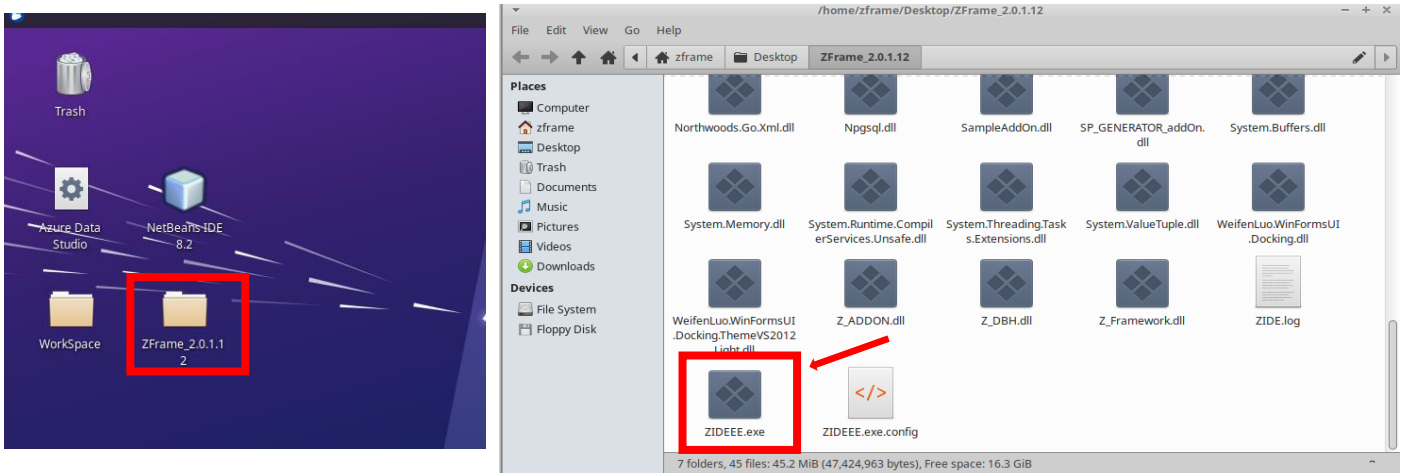 Trash
Azure Data
Studio
NetBeans IDE
8.2
WorkSpace
ZFrame_2.0.1.1
2
/home/zframe/Desktop/ZFrame_2.0.1.12
File Edit View Go Help
zframe Desktop ZFrame_2.0.1.12
Places
Computer
zframe
Desktop
Trash
Documents
Music
Pictures
Videos
Downloads
Devices
File System
Floppy Disk
Northwoods.Go.Xml.dll
Npgsql.dll
SampleAddOn.dll
SP_GENERATOR_addOn.
dll
System.Buffers.dll
System.Memory.dll
System.Runtime.Compil
erServices.Unsafe.dll
System.Threading.Task
s.Extensions.dll
System.ValueTuple.dll
WeifenLuo.WinFormsUI
.Docking.dll
WeifenLuo.WinFormsUI
.Docking.ThemeVS2012
Light.dll
Z_ADDON.dll
Z_DBH.dll
Z_Framework.dll
ZIDE.log
ZIDEEE.exe
</>
ZIDEEE.exe.config
7 folders, 45 files: 45.2 MiB (47,424,963 bytes), Free space: 16.3 GiB